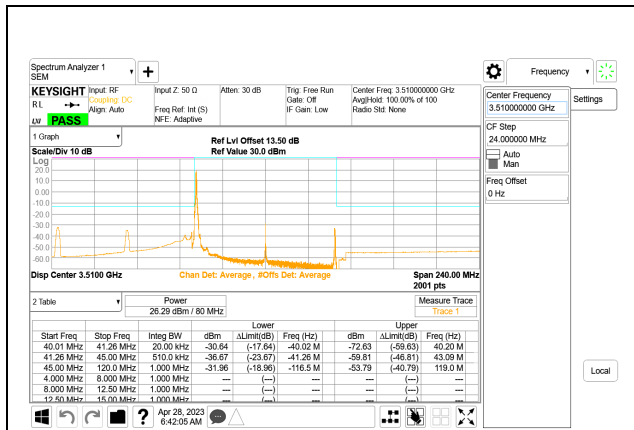 Spectrum Analyzer 1
SEM
▼
+
Frequency ▼
KEYSIGHT
RL
LXI PASS
Input: RF
Coupling: DC
Align: Auto
Input Z: 50 Ω
Freq Ref: Int (S)
NFE: Adaptive
Atten: 30 dB
Trig: Free Run
Gate: Off
IF Gain: Low
Center Freq: 3.510000000 GHz
Avg|Hold: 100.00% of 100
Radio Std: None
Center Frequency
3.510000000 GHz
Settings
CF Step
24.000000 MHz
Auto
Man
Freq Offset
0 Hz
Local
1 Graph ▼
Scale/Div 10 dB
Ref Lvl Offset 13.50 dB
Ref Value 30.0 dBm
Log
20.0
10.0
0.00
-10.0
-20.0
-30.0
-40.0
-50.0
-60.0
Disp Center 3.5100 GHz
Chan Det: Average, #Offs Det: Average
Span 240.00 MHz
2001 pts
2 Table ▼
Power
26.29 dBm / 80 MHz
Measure Trace
Trace 1
Lower Upper
Start Freq Stop Freq Integ BW dBm ΔLimit(dB) Freq (Hz) dBm ΔLimit(dB) Freq (Hz)
40.01 MHz 41.26 MHz 20.00 kHz -30.64 (-17.64) -40.02 M -72.63 (-59.63) 40.20 M
41.26 MHz 45.00 MHz 510.0 kHz -36.67 (-23.67) -41.26 M -59.81 (-46.81) 43.09 M
45.00 MHz 120.0 MHz 1.000 MHz -31.96 (-18.96) -116.5 M -53.79 (-40.79) 119.0 M
4.000 MHz 8.000 MHz 1.000 MHz --- (---) --- --- (---) ---
8.000 MHz 12.50 MHz 1.000 MHz --- (---) --- --- (---) ---
12.50 MHz 15.00 MHz 1.000 MHz --- (---) --- --- (---) ---
?
Apr 28, 2023
6:42:05 AM